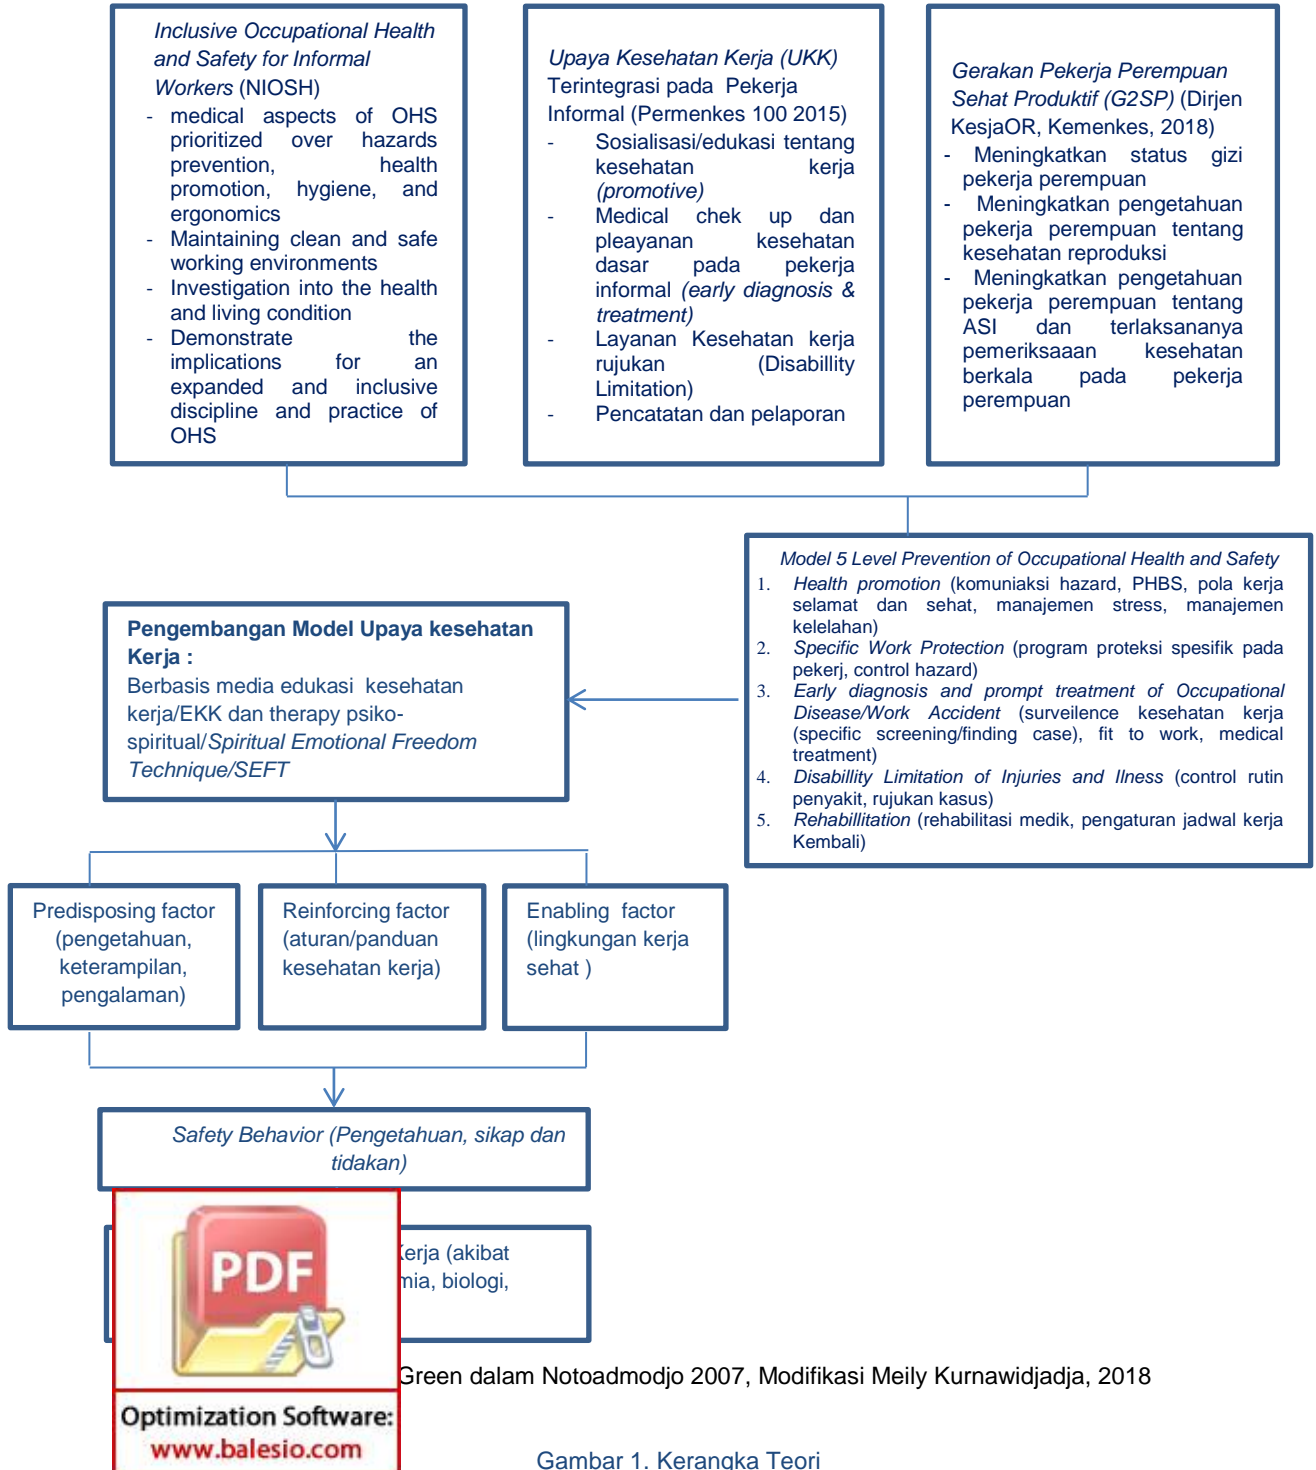 Inclusive Occupational Health
and Safety for Informal
Workers (NIOSH)
- medical aspects of OHS
prioritized over hazards
prevention, health
promotion, hygiene, and
ergonomics
- Maintaining clean and safe
working environments
- Investigation into the health
and living condition
- Demonstrate the
implications for an
expanded and inclusive
discipline and practice of
OHS
Upaya Kesehatan Kerja (UKK)
Terintegrasi pada Pekerja
Informal (Permenkes 100 2015)
- Sosialisasi/edukasi tentang
kesehatan kerja
(promotive)
- Medical chek up dan
pleayanan kesehatan
dasar pada pekerja
informal (early diagnosis &
treatment)
- Layanan Kesehatan kerja
rujukan (Disabillity
Limitation)
- Pencatatan dan pelaporan
Gerakan Pekerja Perempuan
Sehat Produktif (G2SP) (Dirjen
KesjaOR, Kemenkes, 2018)
- Meningkatkan status gizi
pekerja perempuan
- Meningkatkan pengetahuan
pekerja perempuan tentang
kesehatan reproduksi
- Meningkatkan pengetahuan
pekerja perempuan tentang
ASI dan terlaksananya
pemeriksaaan kesehatan
berkala pada pekerja
perempuan
Model 5 Level Prevention of Occupational Health and Safety
1. Health promotion (komuniaksi hazard, PHBS, pola kerja
selamat dan sehat, manajemen stress, manajemen
kelelahan)
2. Specific Work Protection (program proteksi spesifik pada
pekerj, control hazard)
3. Early diagnosis and prompt treatment of Occupational
Disease/Work Accident (surveilence kesehatan kerja
(specific screening/finding case), fit to work, medical
treatment)
4. Disabillity Limitation of Injuries and Ilness (control rutin
penyakit, rujukan kasus)
5. Rehabillitation (rehabilitasi medik, pengaturan jadwal kerja
Kembali)
Pengembangan Model Upaya kesehatan
Kerja :
Berbasis media edukasi kesehatan
kerja/EKK dan therapy psiko-
spiritual/Spiritual Emotional Freedom
Technique/SEFT
Predisposing factor
(pengetahuan,
keterampilan,
pengalaman)
Reinforcing factor
(aturan/panduan
kesehatan kerja)
Enabling factor
(lingkungan kerja
sehat )
Safety Behavior (Pengetahuan, sikap dan
tidakan)
Kerja (akibat
mia, biologi,
PDF
Green dalam Notoadmodjo 2007, Modifikasi Meily Kurnawidjadja, 2018
Optimization Software:
www.balesio.com
Gambar 1. Kerangka Teori